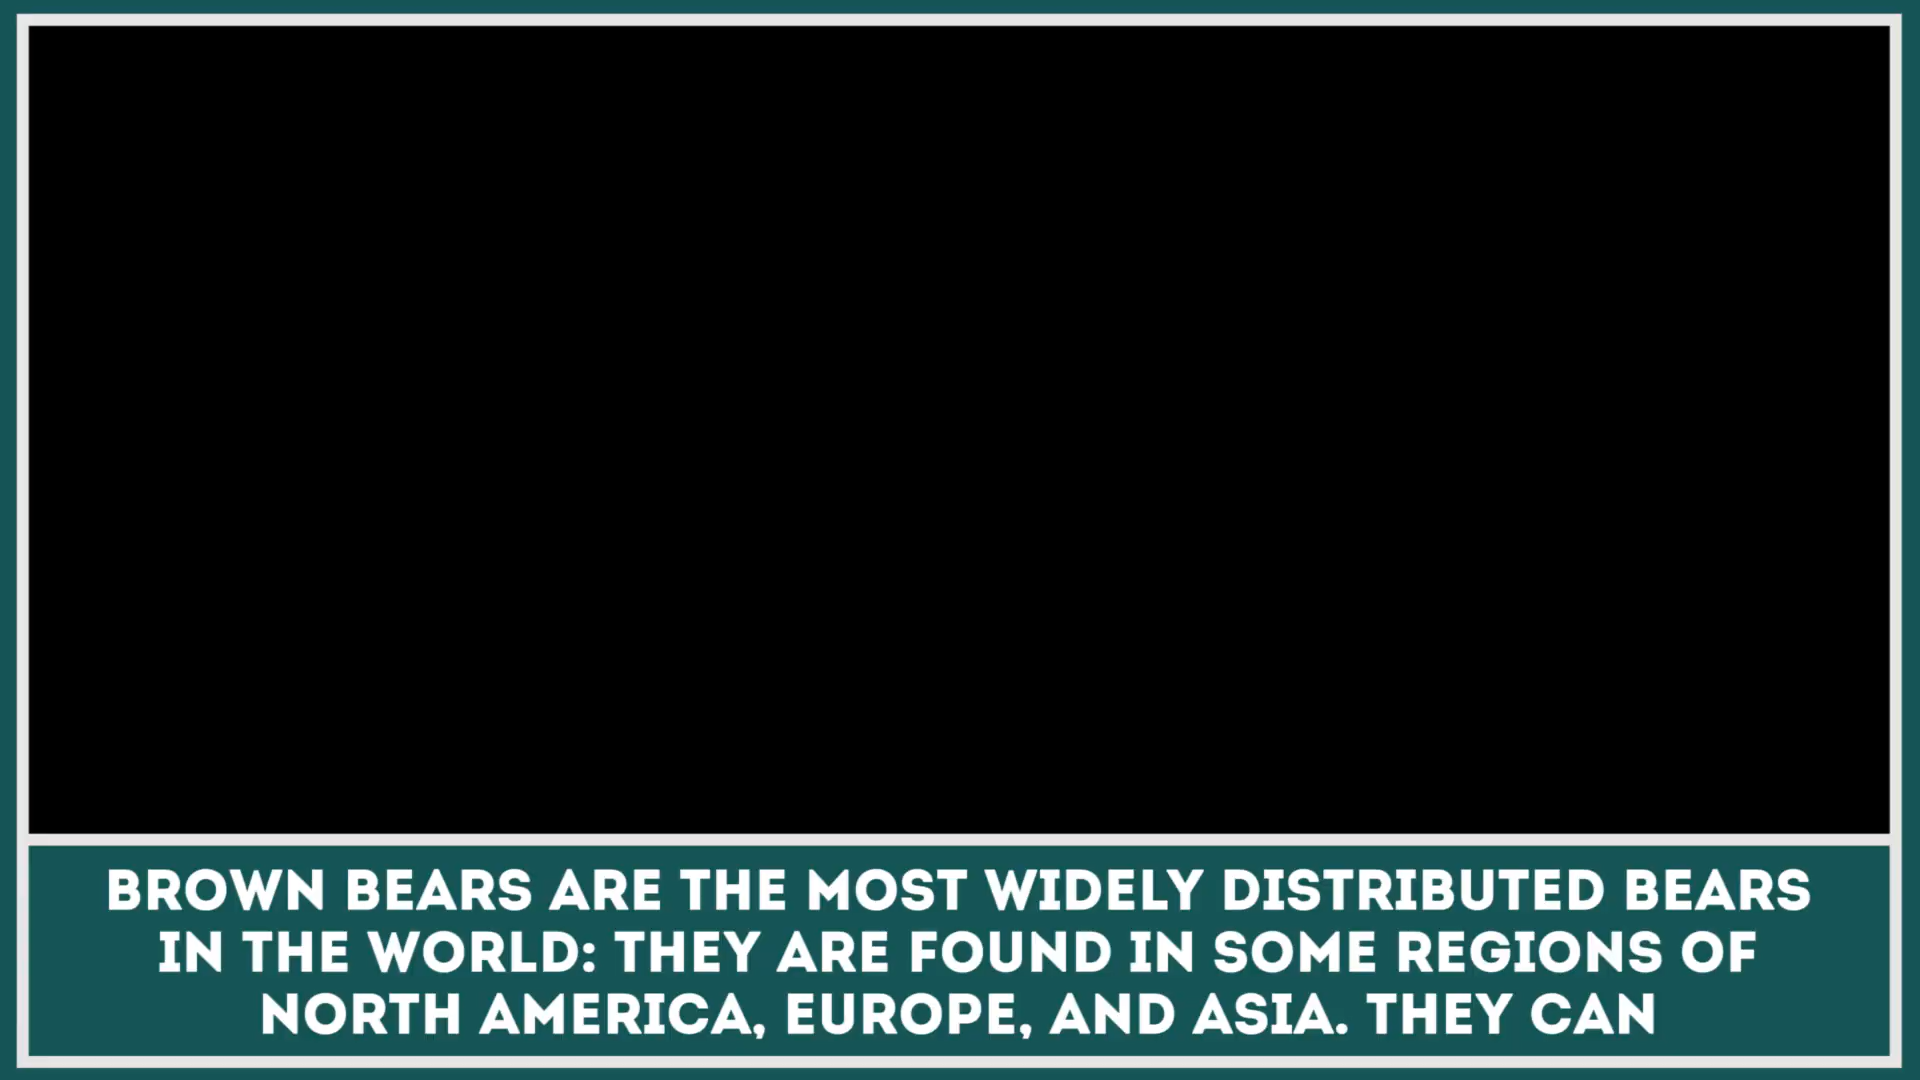 BROWN BEARS ARE THE MOST WIDELY DISTRIBUTED BEARS
IN THE WORLD: THEY ARE FOUND IN SOME REGIONS OF
NORTH AMERICA, EUROPE, AND ASIA. THEY CAN